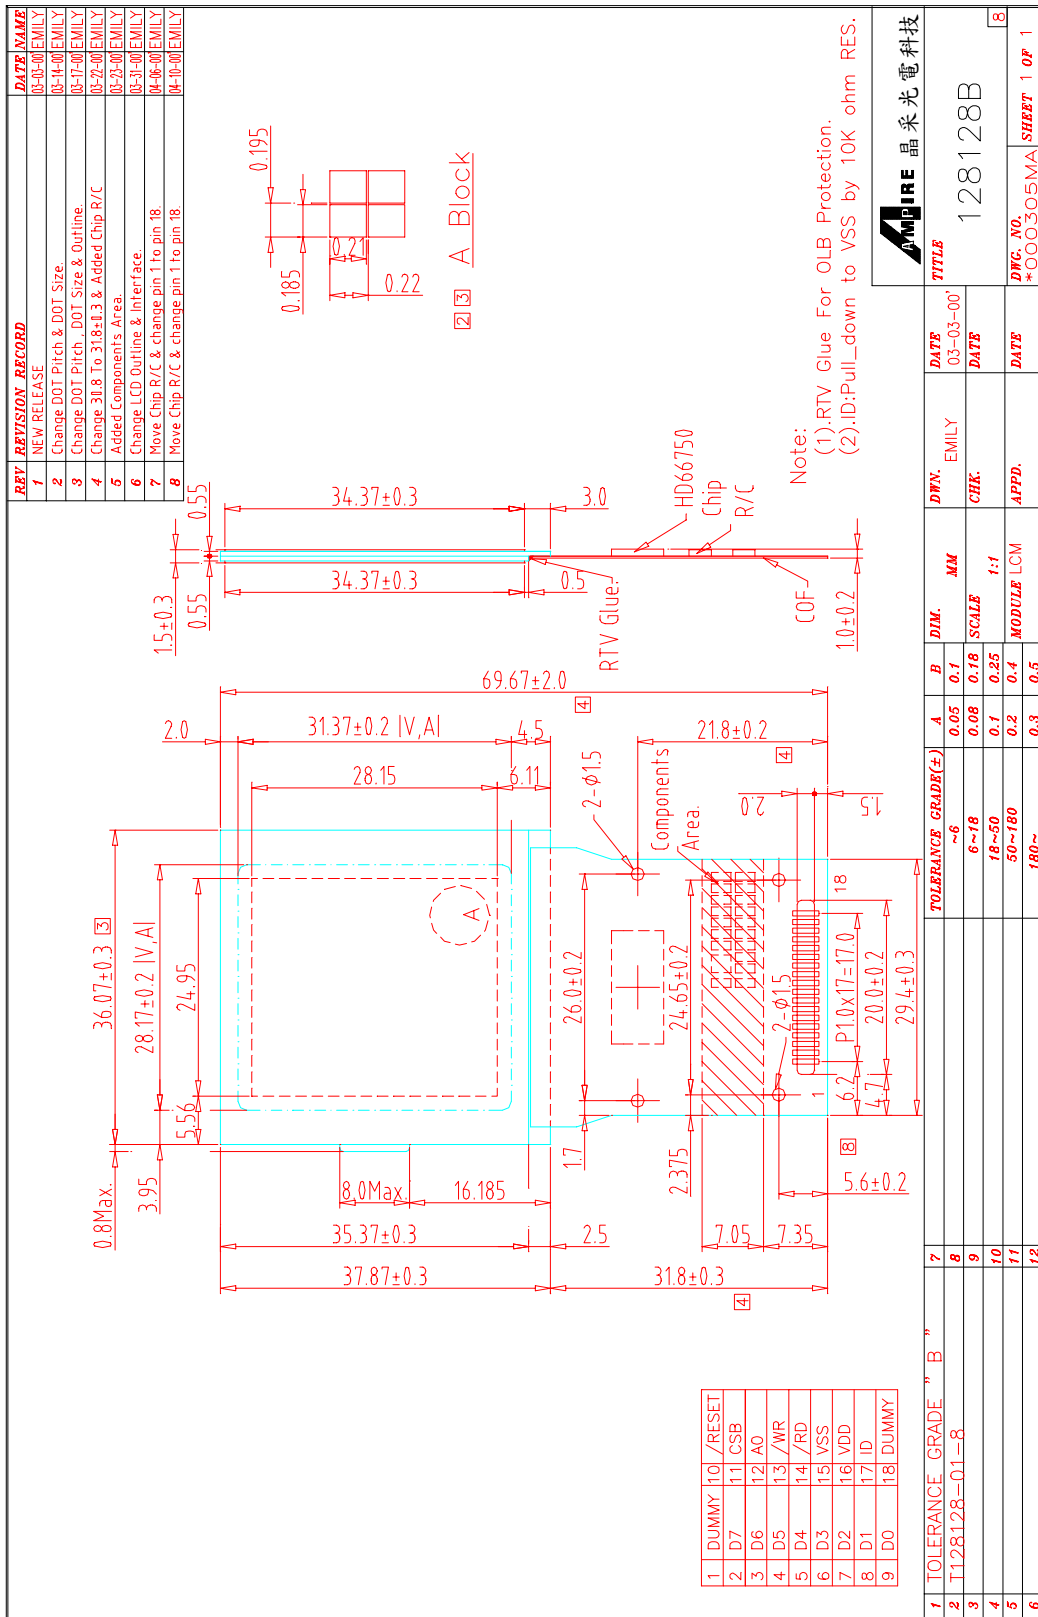 REV REVISION RECORD DATE NAME
1 NEW RELEASE 03-03-00' EMILY
2 Change DOT Pitch & DOT Size. 03-14-00' EMILY
3 Change DOT Pitch , DOT Size & Outline. 03-17-00' EMILY
4 Change 30.8 To 31.8±0.3 & Added Chip R/C 03-22-00' EMILY
5 Added Components Area. 03-23-00' EMILY
6 Change LCD Outline & Interface. 03-31-00' EMILY
7 Move Chip R/C & change pin 1 to pin 18. 04-06-00' EMILY
8 Move Chip R/C & change pin 1 to pin 18. 04-10-00' EMILY
0.195
0.185
0.21
0.22
2 3 A Block
34.37±0.3
3.0
0.55
1.5±0.3
0.55
34.37±0.3
0.5
RTV Glue.
HD66750
Chip
R/C
COF
1.0±0.2
Note:
(1).RTV Glue For OLB Protection.
(2).ID:Pull_down to VSS by 10K ohm RES.
69.67±2.0
4
2.0
31.37±0.2 |V,A|
4.5
28.15
6.11
21.8±0.2
4
2-φ1.5
Components
Area.
2.0
1.5
36.07±0.3 3
28.17±0.2 |V,A|
24.95
5.56
A
0.8Max.
3.95
26.0±0.2
1.7
24.65±0.2
2.375
2-φ1.5
18
1
P1.0x17=17.0
6.2
20.0±0.2
4.7
29.4±0.3
8
5.6±0.2
8.0Max.
16.185
35.37±0.3
2.5
7.05
7.35
37.87±0.3
31.8±0.3
4
1 DUMMY 10 /RESET
2 D7 11 CSB
3 D6 12 A0
4 D5 13 /WR
5 D4 14 /RD
6 D3 15 VSS
7 D2 16 VDD
8 D1 17 ID
9 D0 18 DUMMY
1 TOLERANCE GRADE " B "
2 T128128-01-8
3
4
5
6
7
8
9
10
11
12
TOLERANCE GRADE(±) A B
~6 0.05 0.1
6~18 0.08 0.18
18~50 0.1 0.25
50~180 0.2 0.4
180~ 0.3 0.5
DIM. MM
SCALE 1:1
MODULE LCM
DWN. EMILY
CHK.
APPD.
DATE 03-03-00'
DATE
DATE
AMPIRE 晶采光電科技
TITLE
128128B
8
DWG. NO.
*000305MA
SHEET 1 OF 1